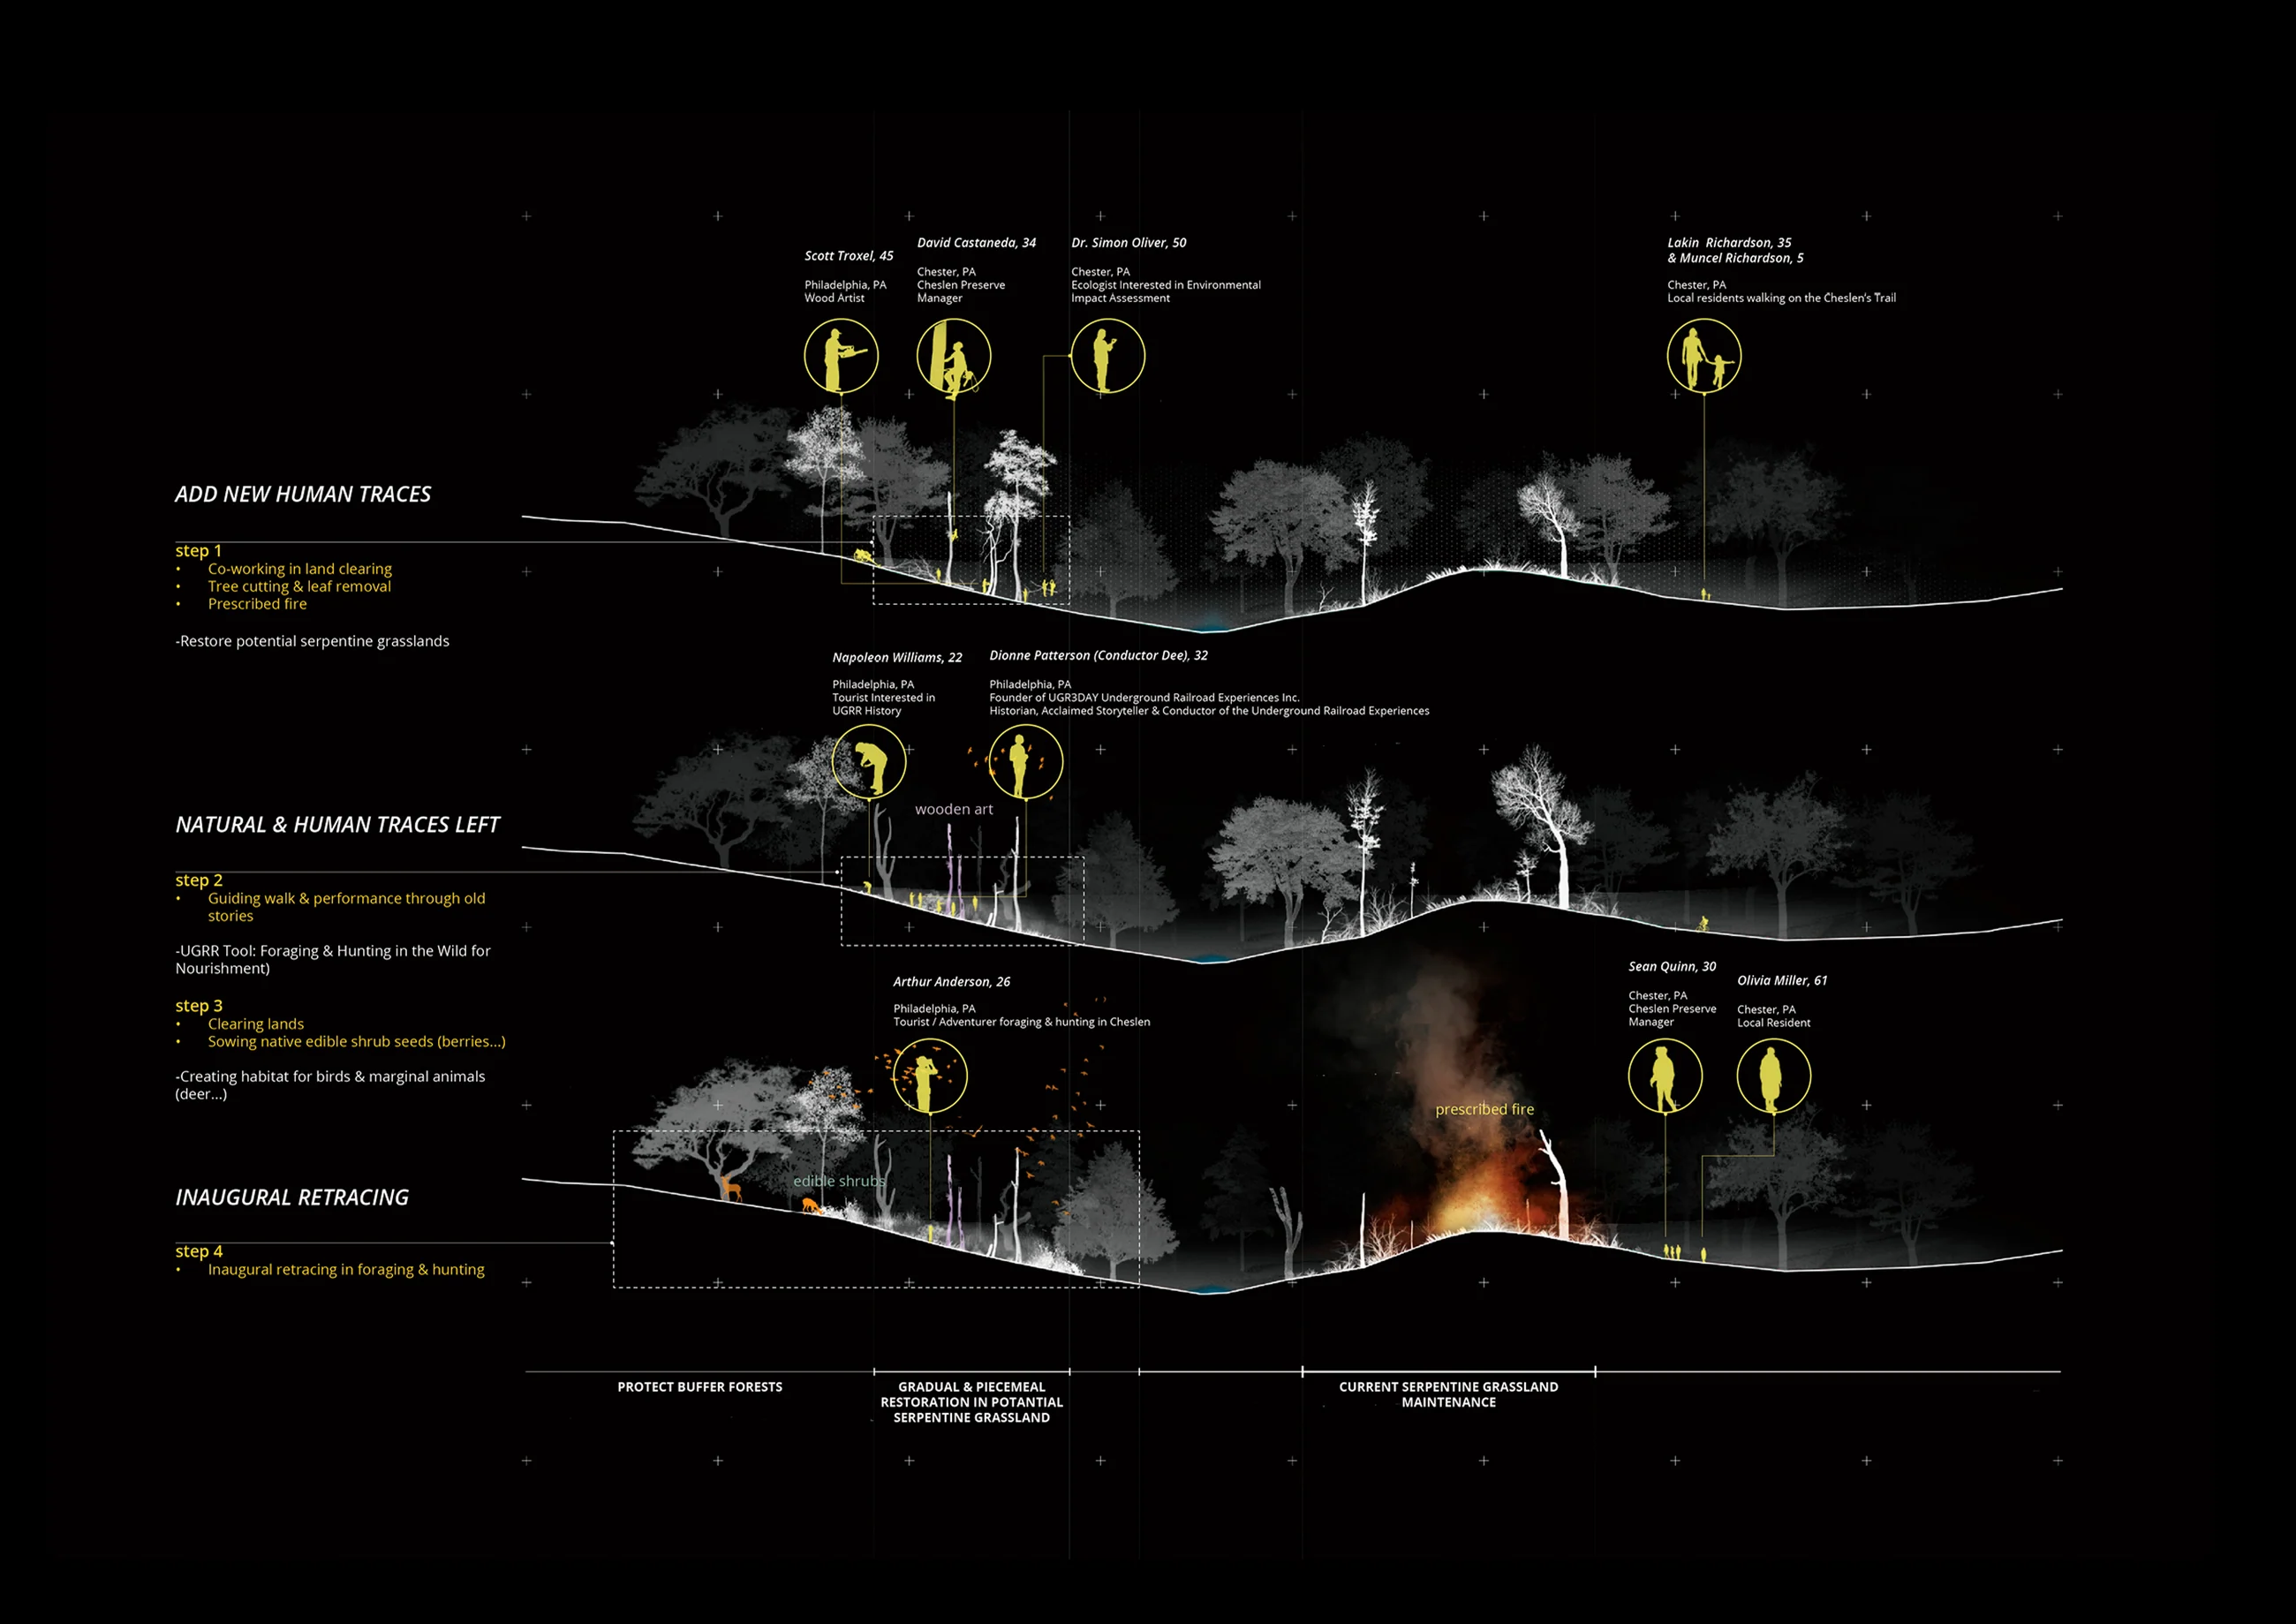 Scott Troxel, 45
Philadelphia, PA
Wood Artist
David Castaneda, 34
Chester, PA
Cheslen Preserve
Manager
Dr. Simon Oliver, 50
Chester, PA
Ecologist Interested in Environmental
Impact Assessment
Lakin Richardson, 35
& Muncel Richardson, 5
Chester, PA
Local residents walking on the Cheslen's Trail
ADD NEW HUMAN TRACES
step 1
• Co-working in land clearing
• Tree cutting & leaf removal
• Prescribed fire
-Restore potential serpentine grasslands
Napoleon Williams, 22
Philadelphia, PA
Tourist Interested in
UGRR History
Dionne Patterson (Conductor Dee), 32
Philadelphia, PA
Founder of UGR3DAY Underground Railroad Experiences Inc.
Historian, Acclaimed Storyteller & Conductor of the Underground Railroad Experiences
wooden art
NATURAL & HUMAN TRACES LEFT
step 2
• Guiding walk & performance through old
stories
-UGRR Tool: Foraging & Hunting in the Wild for
Nourishment)
step 3
• Clearing lands
• Sowing native edible shrub seeds (berries...)
-Creating habitat for birds & marginal animals
(deer...)
Arthur Anderson, 26
Philadelphia, PA
Tourist / Adventurer foraging & hunting in Cheslen
Sean Quinn, 30
Chester, PA
Cheslen Preserve
Manager
Olivia Miller, 61
Chester, PA
Local Resident
prescribed fire
edible shrubs
INAUGURAL RETRACING
step 4
• Inaugural retracing in foraging & hunting
PROTECT BUFFER FORESTS
GRADUAL & PIECEMEAL
RESTORATION IN POTANTIAL
SERPENTINE GRASSLAND
CURRENT SERPENTINE GRASSLAND
MAINTENANCE